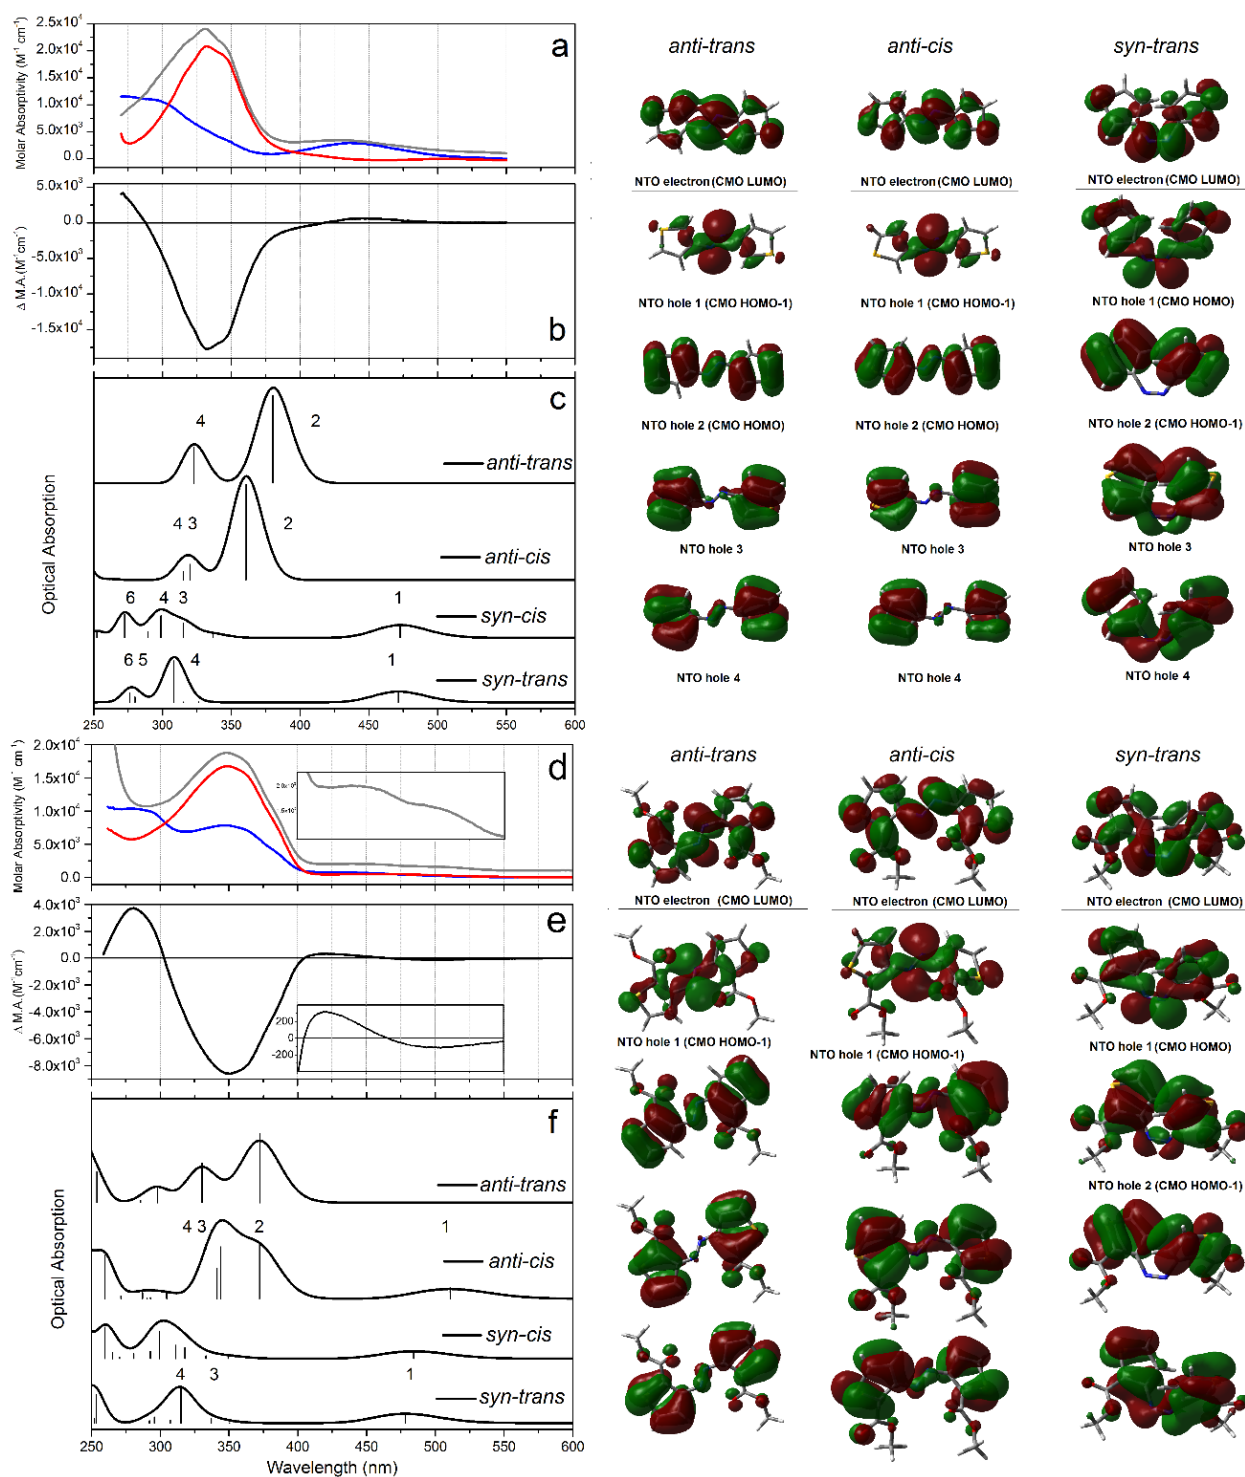 2.5x10⁴
2.0x10⁴
1.5x10⁴
1.0x10⁴
5.0x10³
0.0
Molar Absorptivity (M⁻¹ cm⁻¹)
a
5.0x10³
0.0
-5.0x10³
-1.0x10⁴
-1.5x10⁴
Δ M.A.(M⁻¹cm⁻¹)
b
c
4
2
anti-trans
4 3
2
anti-cis
6 4 3
1
syn-cis
6 5 4
1
syn-trans
Optical Absorption
250 300 350 400 450 500 550 600
anti-trans anti-cis syn-trans
NTO electron (CMO LUMO) NTO electron (CMO LUMO) NTO electron (CMO LUMO)
NTO hole 1 (CMO HOMO-1) NTO hole 1 (CMO HOMO-1) NTO hole 1 (CMO HOMO)
NTO hole 2 (CMO HOMO) NTO hole 2 (CMO HOMO) NTO hole 2 (CMO HOMO-1)
NTO hole 3 NTO hole 3 NTO hole 3
NTO hole 4 NTO hole 4 NTO hole 4
2.0x10⁴
1.5x10⁴
1.0x10⁴
5.0x10³
0.0
Molar Absorptivity (M⁻¹ cm⁻¹)
d
4.0x10³
2.0x10³
0.0
-2.0x10³
-4.0x10³
-6.0x10³
-8.0x10³
Δ M.A.(M⁻¹cm⁻¹)
e
200
0
-200
f
anti-trans
4 3 2 1
anti-cis
syn-cis
4 3 1
syn-trans
Optical Absorption
250 300 350 400 450 500 550 600
Wavelength (nm)
anti-trans anti-cis syn-trans
NTO electron (CMO LUMO) NTO electron (CMO LUMO) NTO electron (CMO LUMO)
NTO hole 1 (CMO HOMO-1) NTO hole 1 (CMO HOMO-1) NTO hole 1 (CMO HOMO)
NTO hole 2 (CMO HOMO-1)